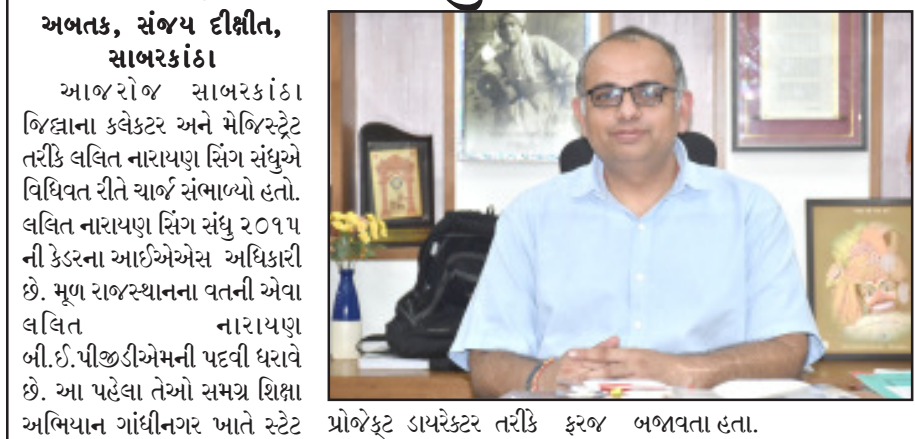 અબતક, સંજય દીક્ષીત,
સાબરકાંઠા
આજરોજ સાબરકાંઠા
જિલ્લાના કલેકટર અને મેજિસ્ટ્રેટ
તરીકે લલિત નારાયણ સિંગ સંધુએ
વિધિવત રીતે ચાર્જ સંભાળ્યો હતો.
લલિત નારાયણ સિંગ સંધુ ૨૦૧૫
ની કેડરના આઈએએસ અધિકારી
છે. મૂળ રાજસ્થાનના વતની એવા
લલિત નારાયણ
બી.ઈ.પીજીડીએમની પદવી ધરાવે
છે. આ પહેલા તેઓ સમગ્ર શિક્ષા
અભિયાન ગાંધીનગર ખાતે સ્ટેટ
પ્રોજેક્ટ ડાયરેક્ટર તરીકે ફરજ બજાવતા હતા.